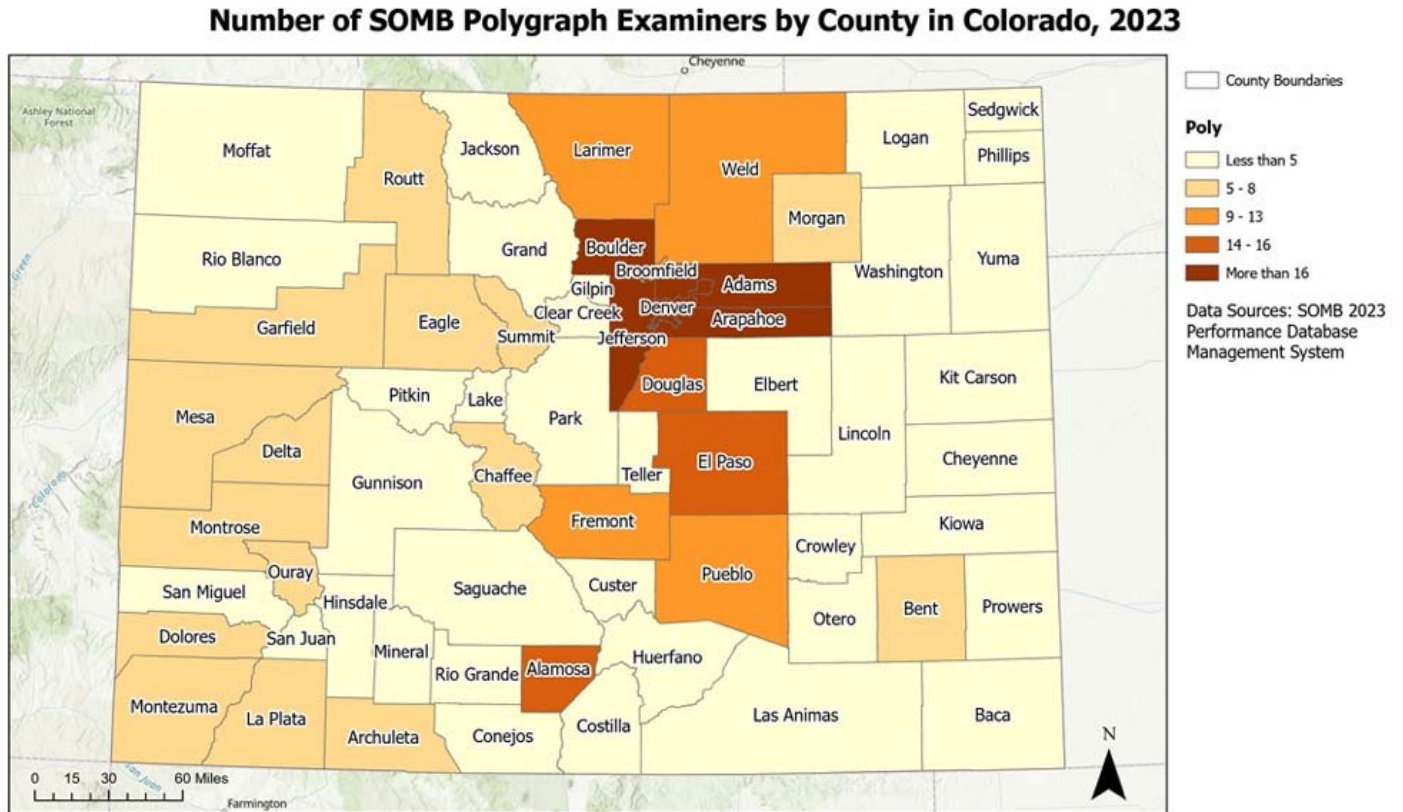 Number of SOMB Polygraph Examiners by County in Colorado, 2023
Cheyenne
Ashley National
Forest
Green
Colorado
San Juan
Farmington
Moffat
Routt
Jackson
Larimer
Weld
Logan
Sedgwick
Phillips
Morgan
Rio Blanco
Grand
Boulder
Broomfield
Adams
Washington
Yuma
Gilpin
Clear Creek
Denver
Arapahoe
Garfield
Eagle
Summit
Jefferson
Douglas
Elbert
Kit Carson
Mesa
Pitkin
Lake
Park
Lincoln
Delta
Gunnison
Chaffee
Teller
El Paso
Cheyenne
Montrose
Fremont
Kiowa
Crowley
Ouray
San Miguel
Hinsdale
Saguache
Custer
Pueblo
Otero
Bent
Prowers
Dolores
San Juan
Mineral
Rio Grande
Alamosa
Huerfano
Montezuma
La Plata
Archuleta
Conejos
Costilla
Las Animas
Baca
0 15 30 60 Miles
N
County Boundaries
Poly
Less than 5
5 - 8
9 - 13
14 - 16
More than 16
Data Sources: SOMB 2023
Performance Database
Management System